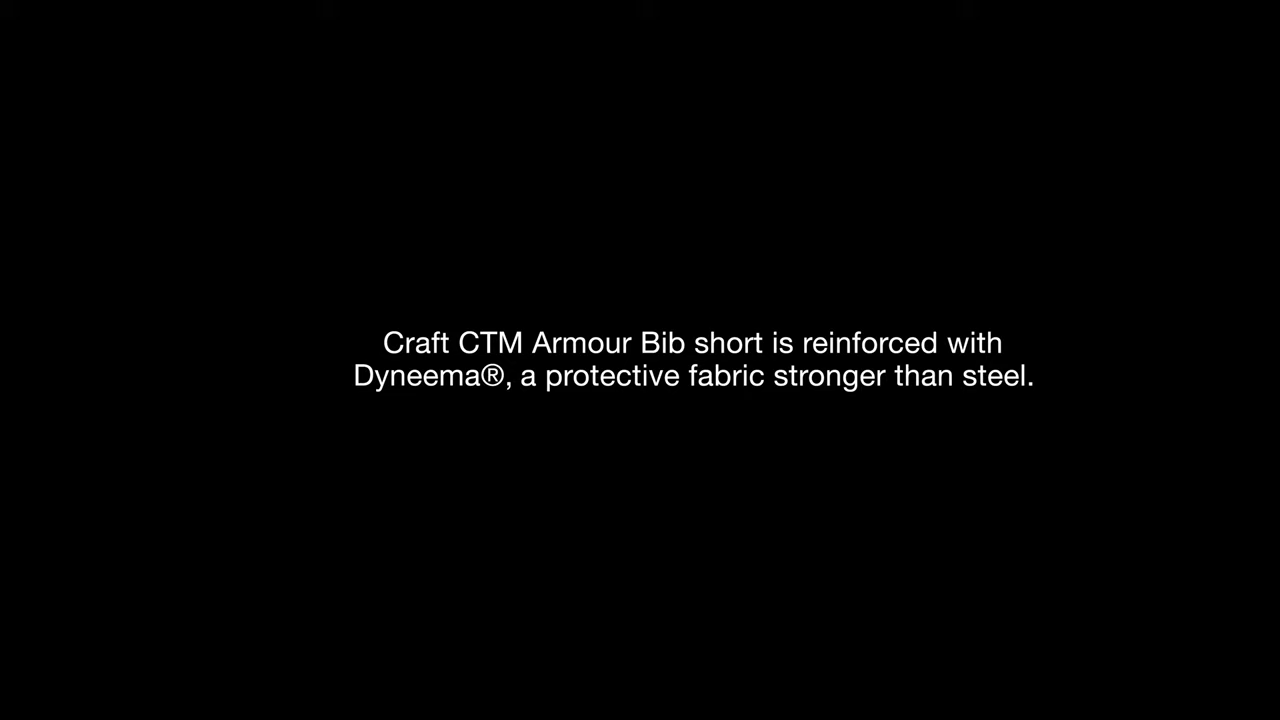 Craft CTM Armour Bib short is reinforced with
Dyneema®, a protective fabric stronger than steel.